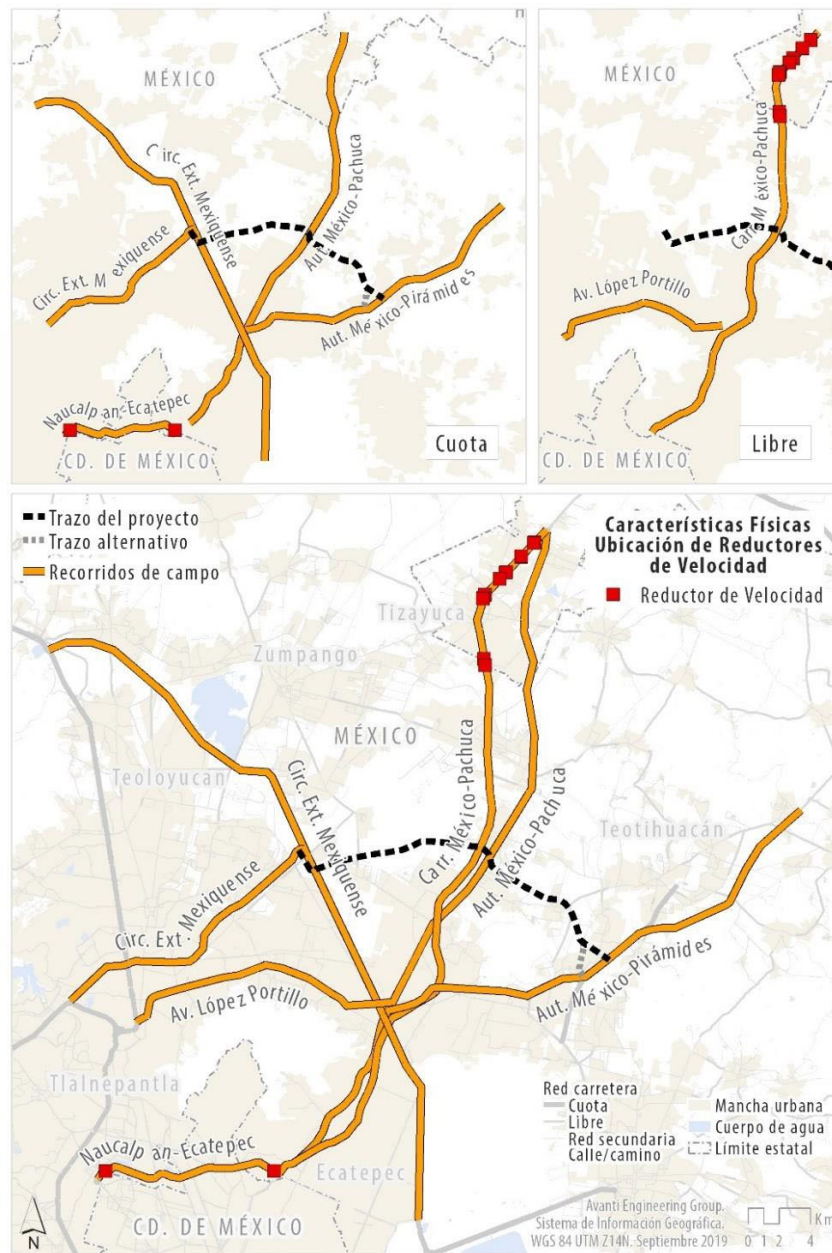 MÉXICO
Circ. Ext. Mexiquense
Aut. México-Pachuca
Circ. Ext. Mexiquense
Aut. México-Pirámides
Naucalpan-Ecatepec
CD. DE MÉXICO
Cuota
MÉXICO
Carr. México-Pachuca
Av. López Portillo
CD. DE MÉXICO
Libre
Trazo del proyecto
Trazo alternativo
Recorridos de campo
Características Físicas
Ubicación de Reductores
de Velocidad
Reductor de Velocidad
Tizayuca
Zumpango
MÉXICO
Teoloyucan
Circ. Ext. Mexiquense
Carr. México-Pachuca
Aut. México-Pachuca
Teotihuacán
Circ. Ext. Mexiquense
Av. López Portillo
Aut. México-Pirámides
Tlalnepantla
Naucalpan-Ecatepec
Ecatepec
CD. DE MÉXICO
Red carretera
Cuota
Libre
Red secundaria
Calle/camino
Mancha urbana
Cuerpo de agua
Límite estatal
N
Avanti Engineering Group.
Sistema de Información Geográfica.
WGS 84 UTM Z14N. Septiembre 2019
Km
0 1 2 4